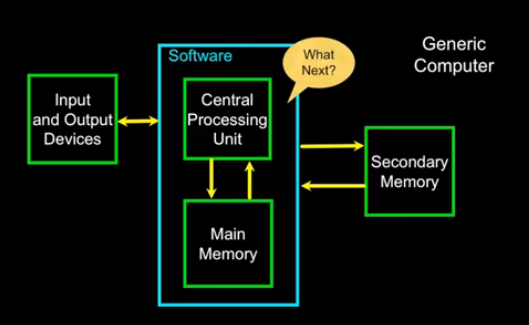 Generic
Computer
Software
What
Next?
Input
and Output
Devices
Central
Processing
Unit
Secondary
Memory
Main
Memory